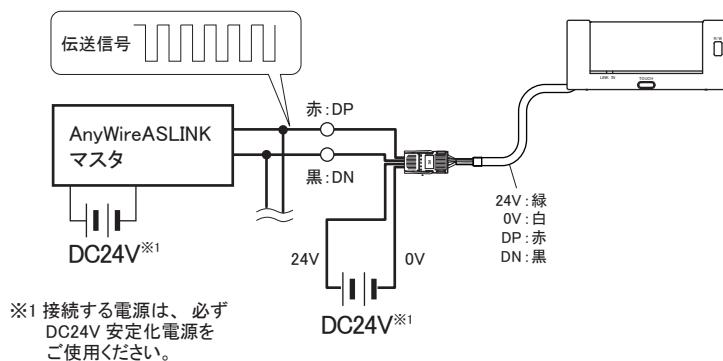 伝送信号
AnyWireASLINK
マスタ
赤:DP
黒:DN
DC24V※1
24V
0V
DC24V※1
LINK IN
TOUCH
24V:緑
0V:白
DP:赤
DN:黒
※1 接続する電源は、必ず
DC24V 安定化電源を
ご使用ください。